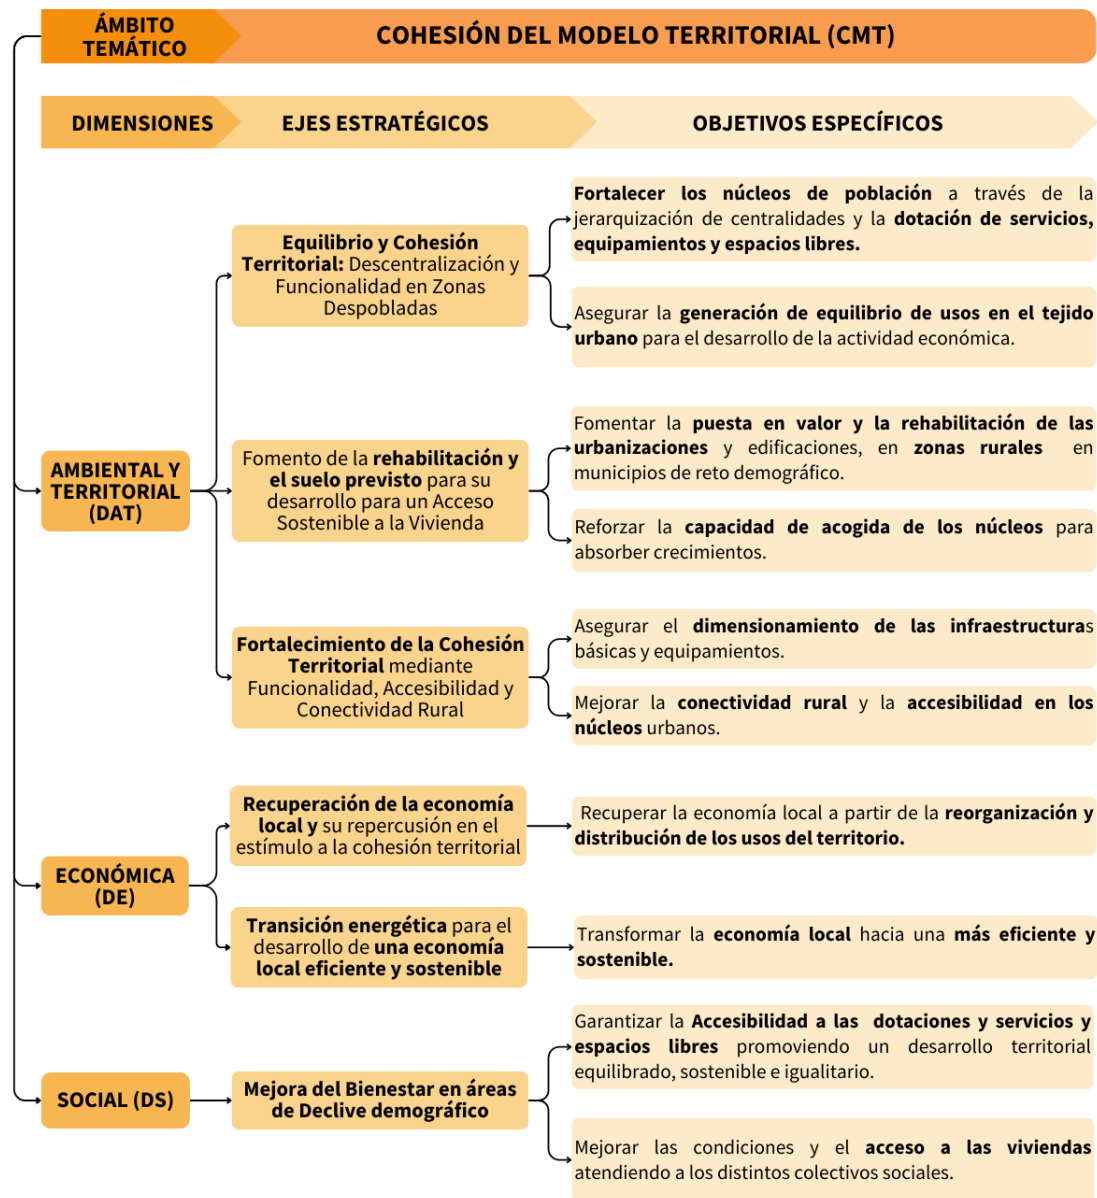 ÁMBITO
TEMÁTICO
COHESIÓN DEL MODELO TERRITORIAL (CMT)
DIMENSIONES
EJES ESTRATÉGICOS
OBJETIVOS ESPECÍFICOS
AMBIENTAL Y
TERRITORIAL
(DAT)
Equilibrio y Cohesión
Territorial: Descentralización y
Funcionalidad en Zonas
Despobladas
Fortalecer los núcleos de población a través de la
jerarquización de centralidades y la dotación de servicios,
equipamientos y espacios libres.
Asegurar la generación de equilibrio de usos en el tejido
urbano para el desarrollo de la actividad económica.
Fomento de la rehabilitación y
el suelo previsto para su
desarrollo para un Acceso
Sostenible a la Vivienda
Fomentar la puesta en valor y la rehabilitación de las
urbanizaciones y edificaciones, en zonas rurales en
municipios de reto demográfico.
Reforzar la capacidad de acogida de los núcleos para
absorber crecimientos.
Fortalecimiento de la Cohesión
Territorial mediante
Funcionalidad, Accesibilidad y
Conectividad Rural
Asegurar el dimensionamiento de las infraestructuras
básicas y equipamientos.
Mejorar la conectividad rural y la accesibilidad en los
núcleos urbanos.
ECONÓMICA
(DE)
Recuperación de la economía
local y su repercusión en el
estímulo a la cohesión territorial
Recuperar la economía local a partir de la reorganización y
distribución de los usos del territorio.
Transición energética para el
desarrollo de una economía
local eficiente y sostenible
Transformar la economía local hacia una más eficiente y
sostenible.
SOCIAL (DS)
Mejora del Bienestar en áreas
de Declive demográfico
Garantizar la Accesibilidad a las dotaciones y servicios y
espacios libres promoviendo un desarrollo territorial
equilibrado, sostenible e igualitario.
Mejorar las condiciones y el acceso a las viviendas
atendiendo a los distintos colectivos sociales.